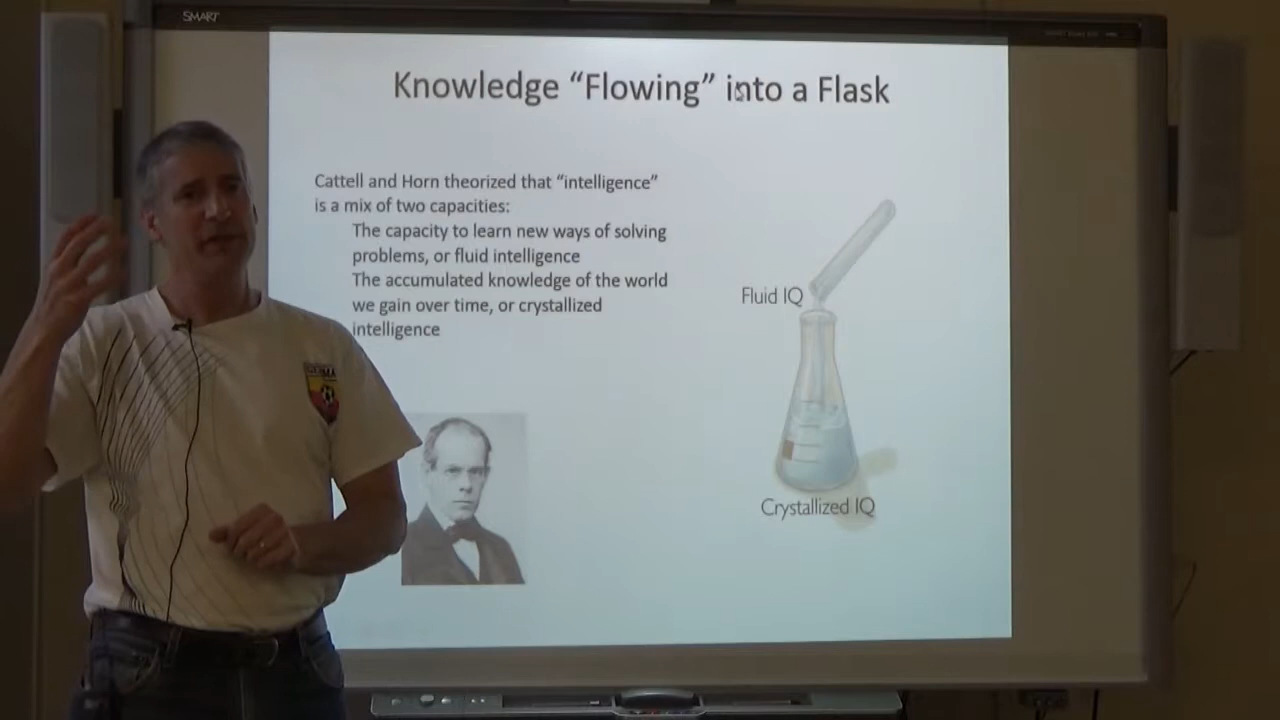 SMART
Knowledge “Flowing” into a Flask
Cattell and Horn theorized that “intelligence”
is a mix of two capacities:
The capacity to learn new ways of solving
problems, or fluid intelligence
The accumulated knowledge of the world
we gain over time, or crystallized
intelligence
Fluid IQ
Crystallized IQ